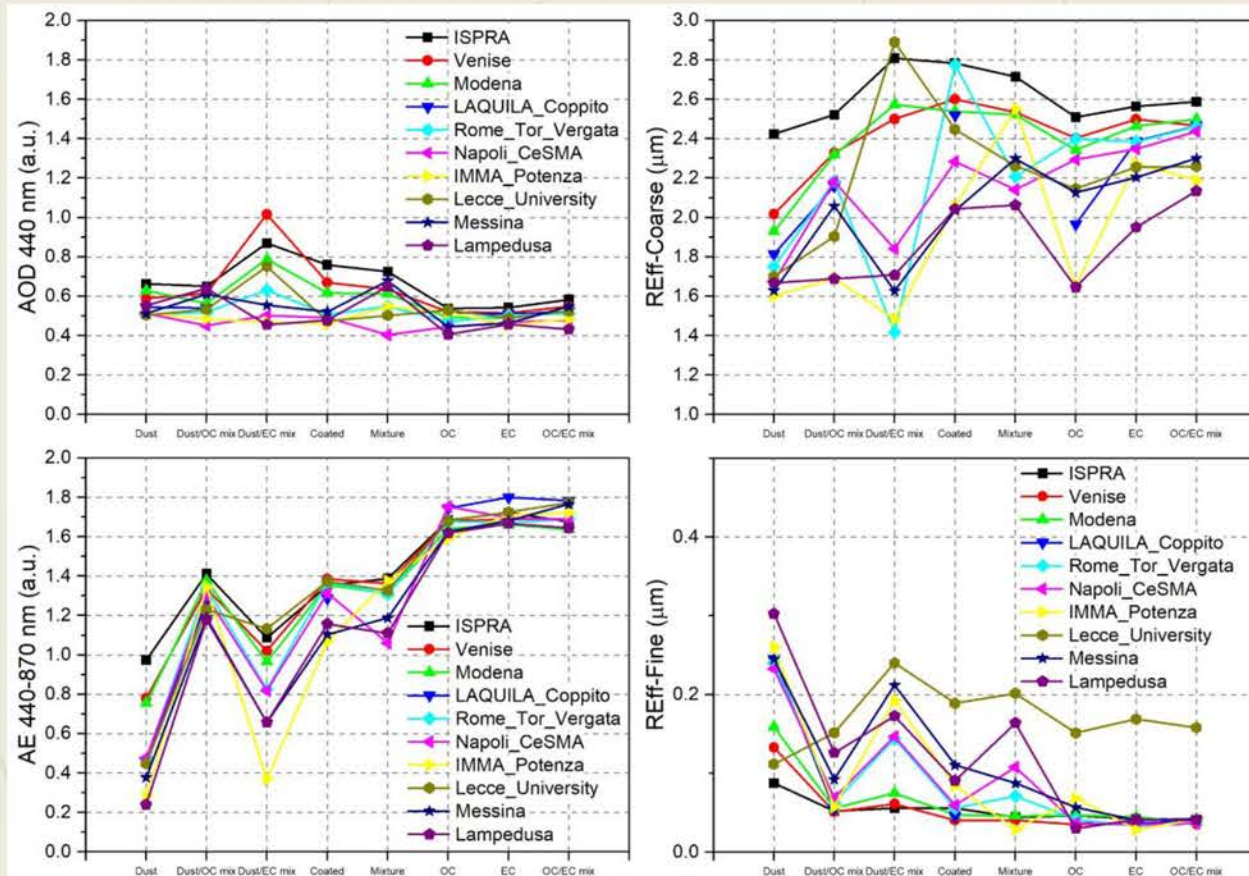 AOD 440 nm (a.u.)
2.0
1.8
1.6
1.4
1.2
1.0
0.8
0.6
0.4
0.2
0.0
ISPRA
Venise
Modena
LAQUILA_Coppito
Rome_Tor_Vergata
Napoli_CeSMA
IMMA_Potenza
Lecce_University
Messina
Lampedusa
Dust Dust/OC mix Dust/EC mix Coated Mixture OC EC OC/EC mix
REff-Coarse (μm)
3.0
2.8
2.6
2.4
2.2
2.0
1.8
1.6
1.4
1.2
1.0
Dust Dust/OC mix Dust/EC mix Coated Mixture OC EC OC/EC mix
AE 440-870 nm (a.u.)
2.0
1.8
1.6
1.4
1.2
1.0
0.8
0.6
0.4
0.2
0.0
ISPRA
Venise
Modena
LAQUILA_Coppito
Rome_Tor_Vergata
Napoli_CeSMA
IMMA_Potenza
Lecce_University
Messina
Lampedusa
Dust Dust/OC mix Dust/EC mix Coated Mixture OC EC OC/EC mix
REff-Fine (μm)
0.4
0.2
0.0
ISPRA
Venise
Modena
LAQUILA_Coppito
Rome_Tor_Vergata
Napoli_CeSMA
IMMA_Potenza
Lecce_University
Messina
Lampedusa
Dust Dust/OC mix Dust/EC mix Coated Mixture OC EC OC/EC mix